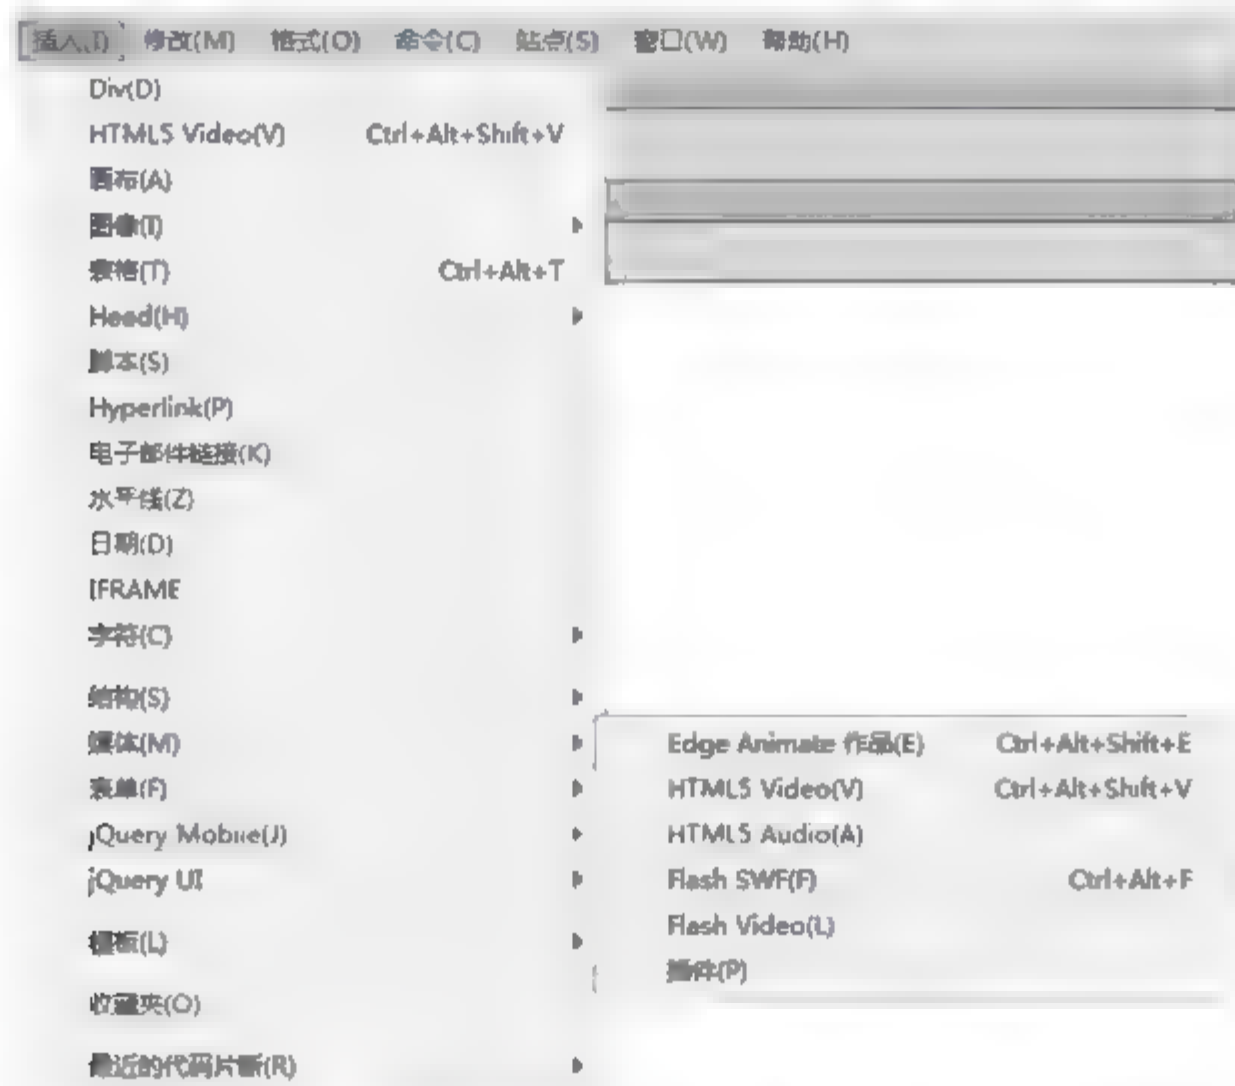 插入(I) 修改(M) 格式(O) 命令(C) 站点(S) 窗口(W) 帮助(H)
Div(D)
HTML5 Video(V) Ctrl+Alt+Shift+V
画布(A)
图像(I)
表格(T) Ctrl+Alt+T
Head(H)
脚本(S)
Hyperlink(P)
电子邮件链接(K)
水平线(Z)
日期(D)
IFRAME
字符(C)
结构(S)
媒体(M)
Edge Animate 作品(E) Ctrl+Alt+Shift+E
HTML5 Video(V) Ctrl+Alt+Shift+V
HTML5 Audio(A)
Flash SWF(F) Ctrl+Alt+F
Flash Video(L)
插件(P)
表单(F)
jQuery Mobile(J)
jQuery UI
模板(L)
收藏夹(O)
最近的代码片断(R)